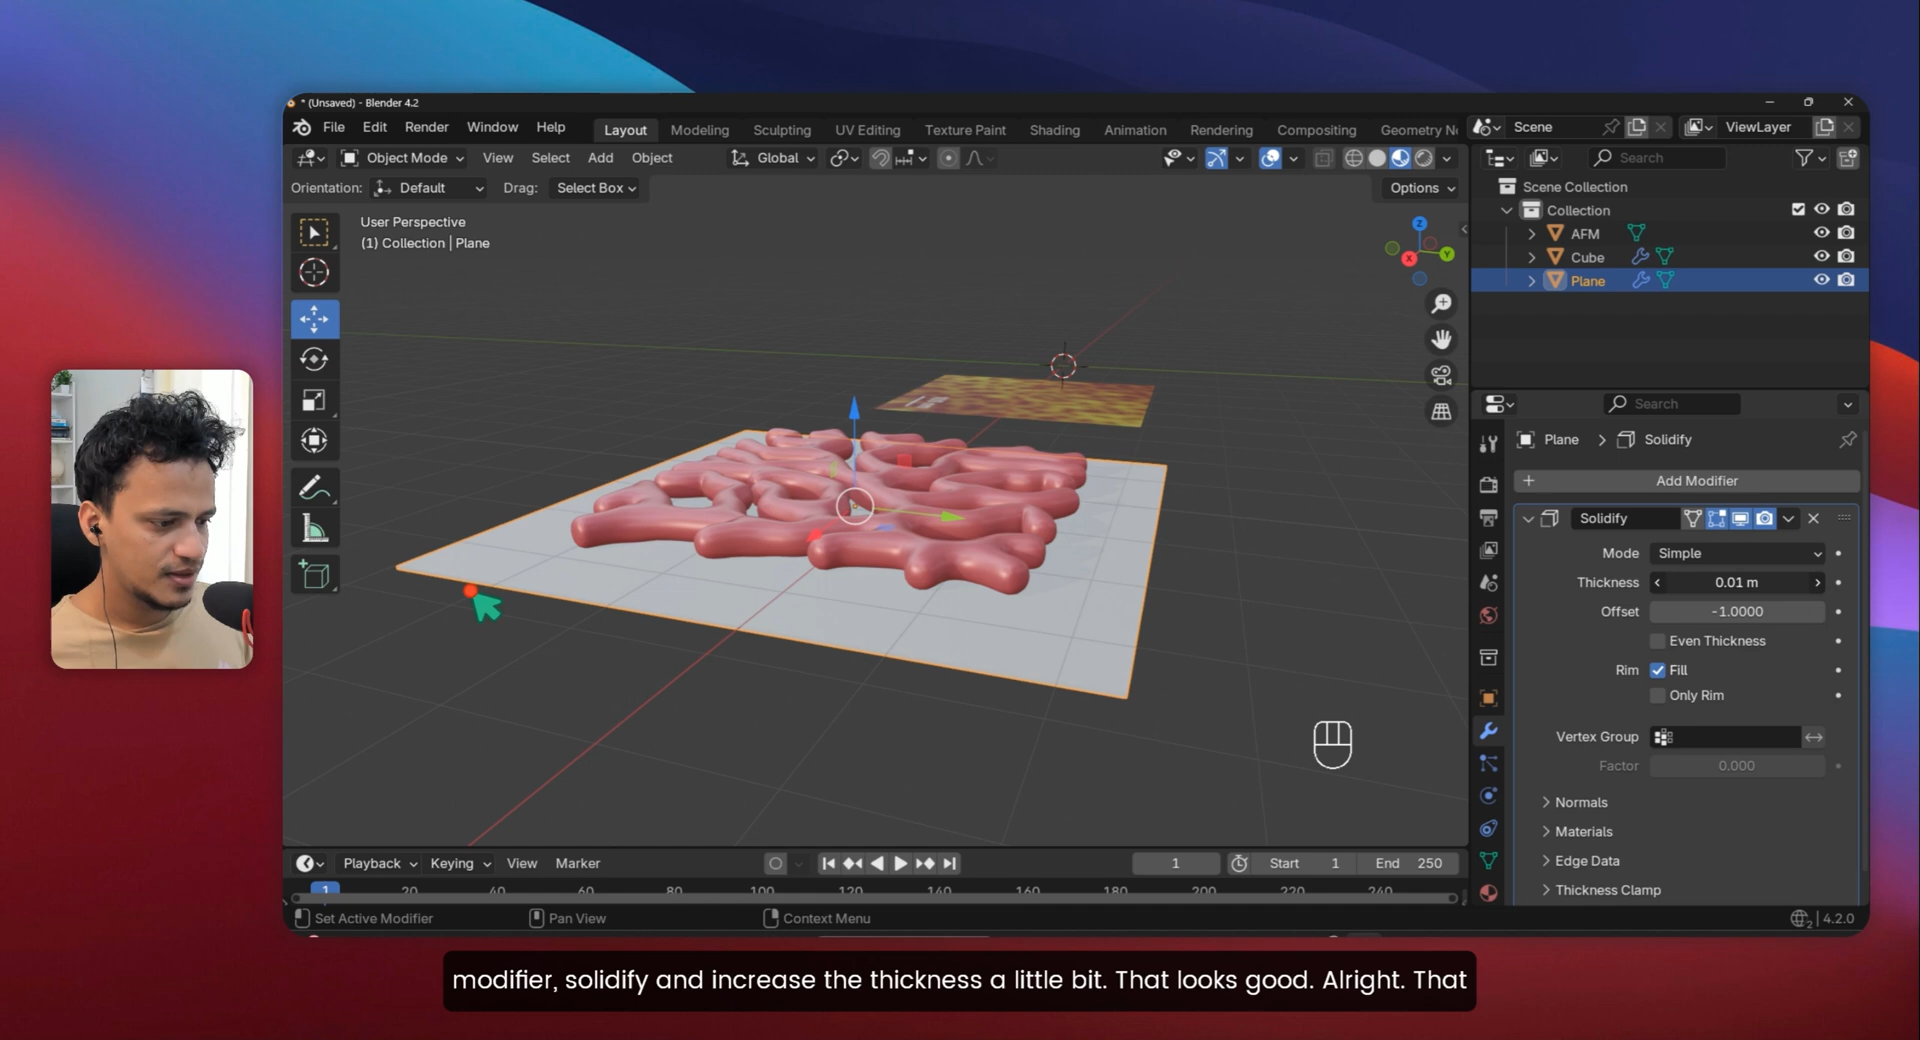 * (Unsaved) - Blender 4.2
File Edit Render Window Help Layout Modeling Sculpting UV Editing Texture Paint Shading Animation Rendering Compositing Geometry No Scene ViewLayer
Object Mode View Select Add Object Global Search
Orientation: Default Drag: Select Box Options
Scene Collection
Collection
AFM
Cube
Plane
User Perspective
(1) Collection | Plane
Z
Y
X
Search
Plane Solidify
Add Modifier
Solidify
Mode Simple
Thickness 0.01 m
Offset -1.0000
Even Thickness
Rim Fill
Only Rim
Vertex Group
Factor 0.000
Normals
Materials
Edge Data
Thickness Clamp
Playback Keying View Marker 1 Start 1 End 250
1 20 40 60 80 100 120 140 160 180 200 220 240
Set Active Modifier Pan View Context Menu 2 4.2.0
modifier, solidify and increase the thickness a little bit. That looks good. Alright. That